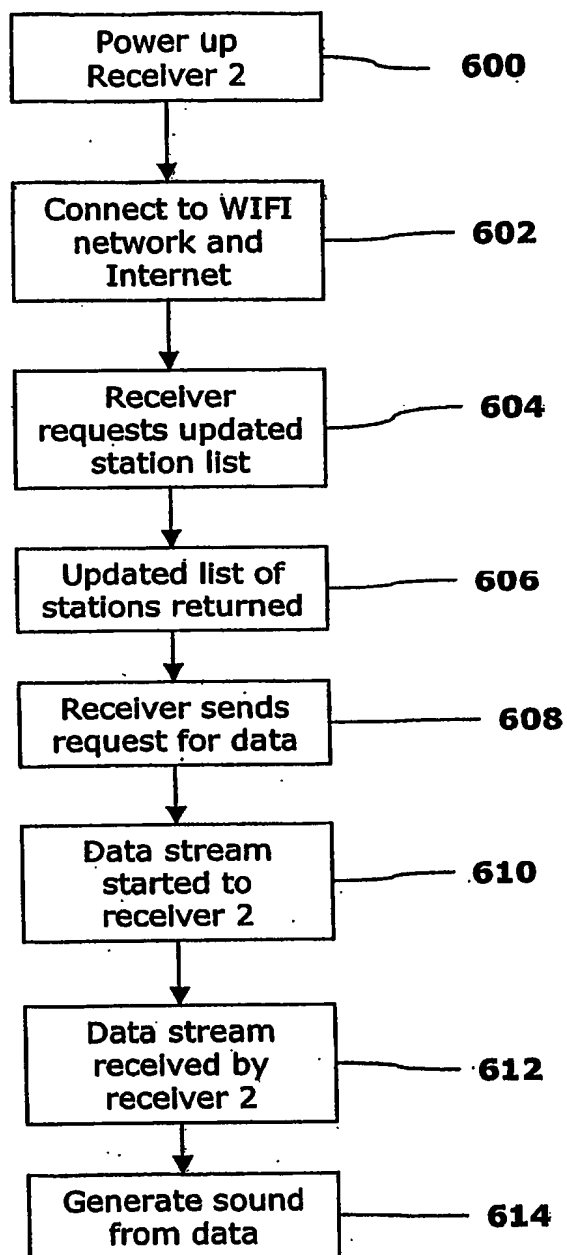 Power up
Receiver 2
600
Connect to WIFI
network and
Internet
602
Receiver
requests updated
station list
604
Updated list of
stations returned
606
Receiver sends
request for data
608
Data stream
started to
receiver 2
610
Data stream
received by
receiver 2
612
Generate sound
from data
614